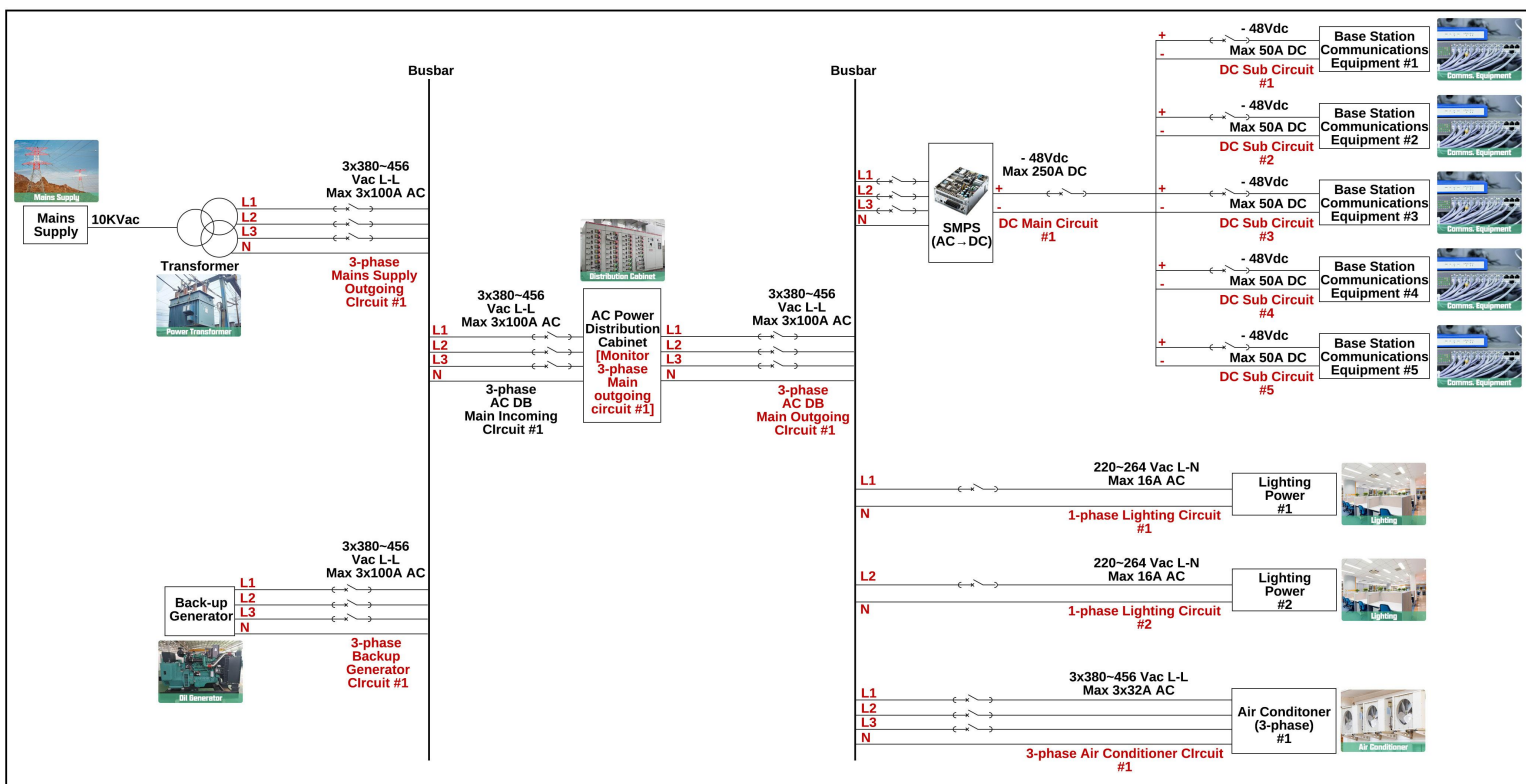 Mains Supply
Mains
Supply
10KVac
L1
L2
L3
N
Transformer
Power Transformer
3x380~456
Vac L-L
Max 3x100A AC
3-phase
Mains Supply
Outgoing
CIrcuit #1
Back-up
Generator
L1
L2
L3
N
Oil Generator
3x380~456
Vac L-L
Max 3x100A AC
3-phase
Backup
Generator
CIrcuit #1
Busbar
3x380~456
Vac L-L
Max 3x100A AC
L1
L2
L3
N
3-phase
AC DB
Main Incoming
CIrcuit #1
Distribution Cabinet
AC Power
Distribution
Cabinet
[Monitor
3-phase
Main
outgoing
circuit #1]
L1
L2
L3
N
3x380~456
Vac L-L
Max 3x100A AC
3-phase
AC DB
Main Outgoing
CIrcuit #1
Busbar
L1
L2
L3
N
SMPS
(AC→DC)
+
-
- 48Vdc
Max 250A DC
DC Main Circuit
#1
+
-
- 48Vdc
Max 50A DC
DC Sub Circuit
#1
Base Station
Communications
Equipment #1
Comms. Equipment
+
-
- 48Vdc
Max 50A DC
DC Sub Circuit
#2
Base Station
Communications
Equipment #2
Comms. Equipment
+
-
- 48Vdc
Max 50A DC
DC Sub Circuit
#3
Base Station
Communications
Equipment #3
Comms. Equipment
+
-
- 48Vdc
Max 50A DC
DC Sub Circuit
#4
Base Station
Communications
Equipment #4
Comms. Equipment
+
-
- 48Vdc
Max 50A DC
DC Sub Circuit
#5
Base Station
Communications
Equipment #5
Comms. Equipment
L1
N
220~264 Vac L-N
Max 16A AC
1-phase Lighting Circuit
#1
Lighting
Power
#1
Lighting
L2
N
220~264 Vac L-N
Max 16A AC
1-phase Lighting Circuit
#2
Lighting
Power
#2
Lighting
L1
L2
L3
N
3x380~456 Vac L-L
Max 3x32A AC
3-phase Air Conditioner CIrcuit
#1
Air Conditoner
(3-phase)
#1
Air Conditioner